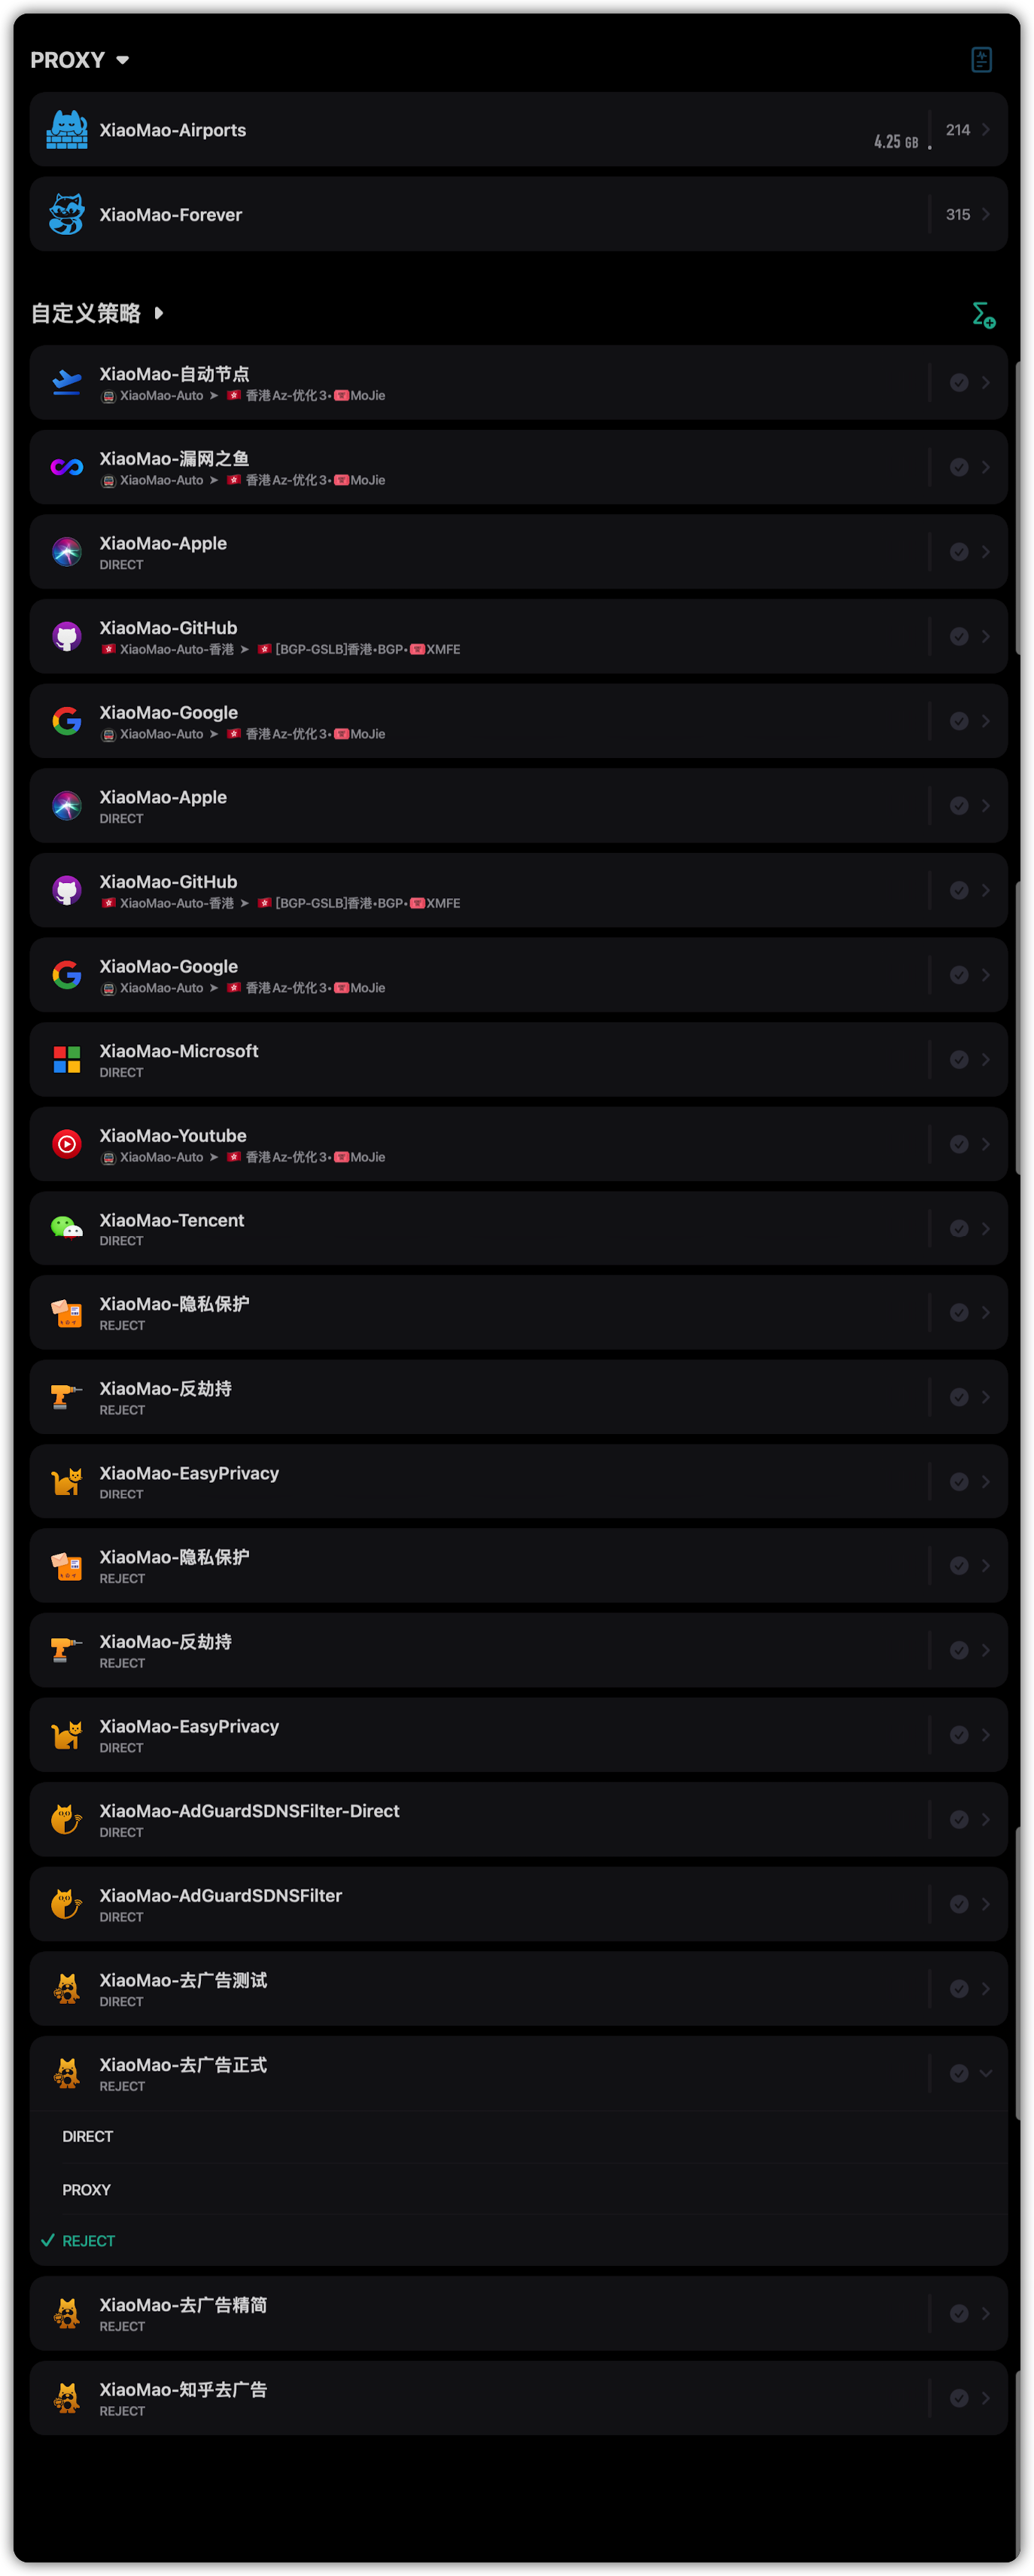 PROXY
XiaoMao-Airports
4.25 GB
214
XiaoMao-Forever
315
自定义策略
XiaoMao-自动节点
XiaoMao-Auto ➤ 🇭🇰 香港Az-优化3•MoJie
XiaoMao-漏网之鱼
XiaoMao-Auto ➤ 🇭🇰 香港Az-优化3•MoJie
XiaoMao-Apple
DIRECT
XiaoMao-GitHub
🇭🇰 XiaoMao-Auto-香港 ➤ 🇭🇰 [BGP-GSLB]香港•BGP•XMFE
XiaoMao-Google
XiaoMao-Auto ➤ 🇭🇰 香港Az-优化3•MoJie
XiaoMao-Apple
DIRECT
XiaoMao-GitHub
🇭🇰 XiaoMao-Auto-香港 ➤ 🇭🇰 [BGP-GSLB]香港•BGP•XMFE
XiaoMao-Google
XiaoMao-Auto ➤ 🇭🇰 香港Az-优化3•MoJie
XiaoMao-Microsoft
DIRECT
XiaoMao-Youtube
XiaoMao-Auto ➤ 🇭🇰 香港Az-优化3•MoJie
XiaoMao-Tencent
DIRECT
XiaoMao-隐私保护
REJECT
XiaoMao-反劫持
REJECT
XiaoMao-EasyPrivacy
DIRECT
XiaoMao-隐私保护
REJECT
XiaoMao-反劫持
REJECT
XiaoMao-EasyPrivacy
DIRECT
XiaoMao-AdGuardSDNSFilter-Direct
DIRECT
XiaoMao-AdGuardSDNSFilter
DIRECT
XiaoMao-去广告测试
DIRECT
XiaoMao-去广告正式
REJECT
DIRECT
PROXY
REJECT
XiaoMao-去广告精简
REJECT
XiaoMao-知乎去广告
REJECT